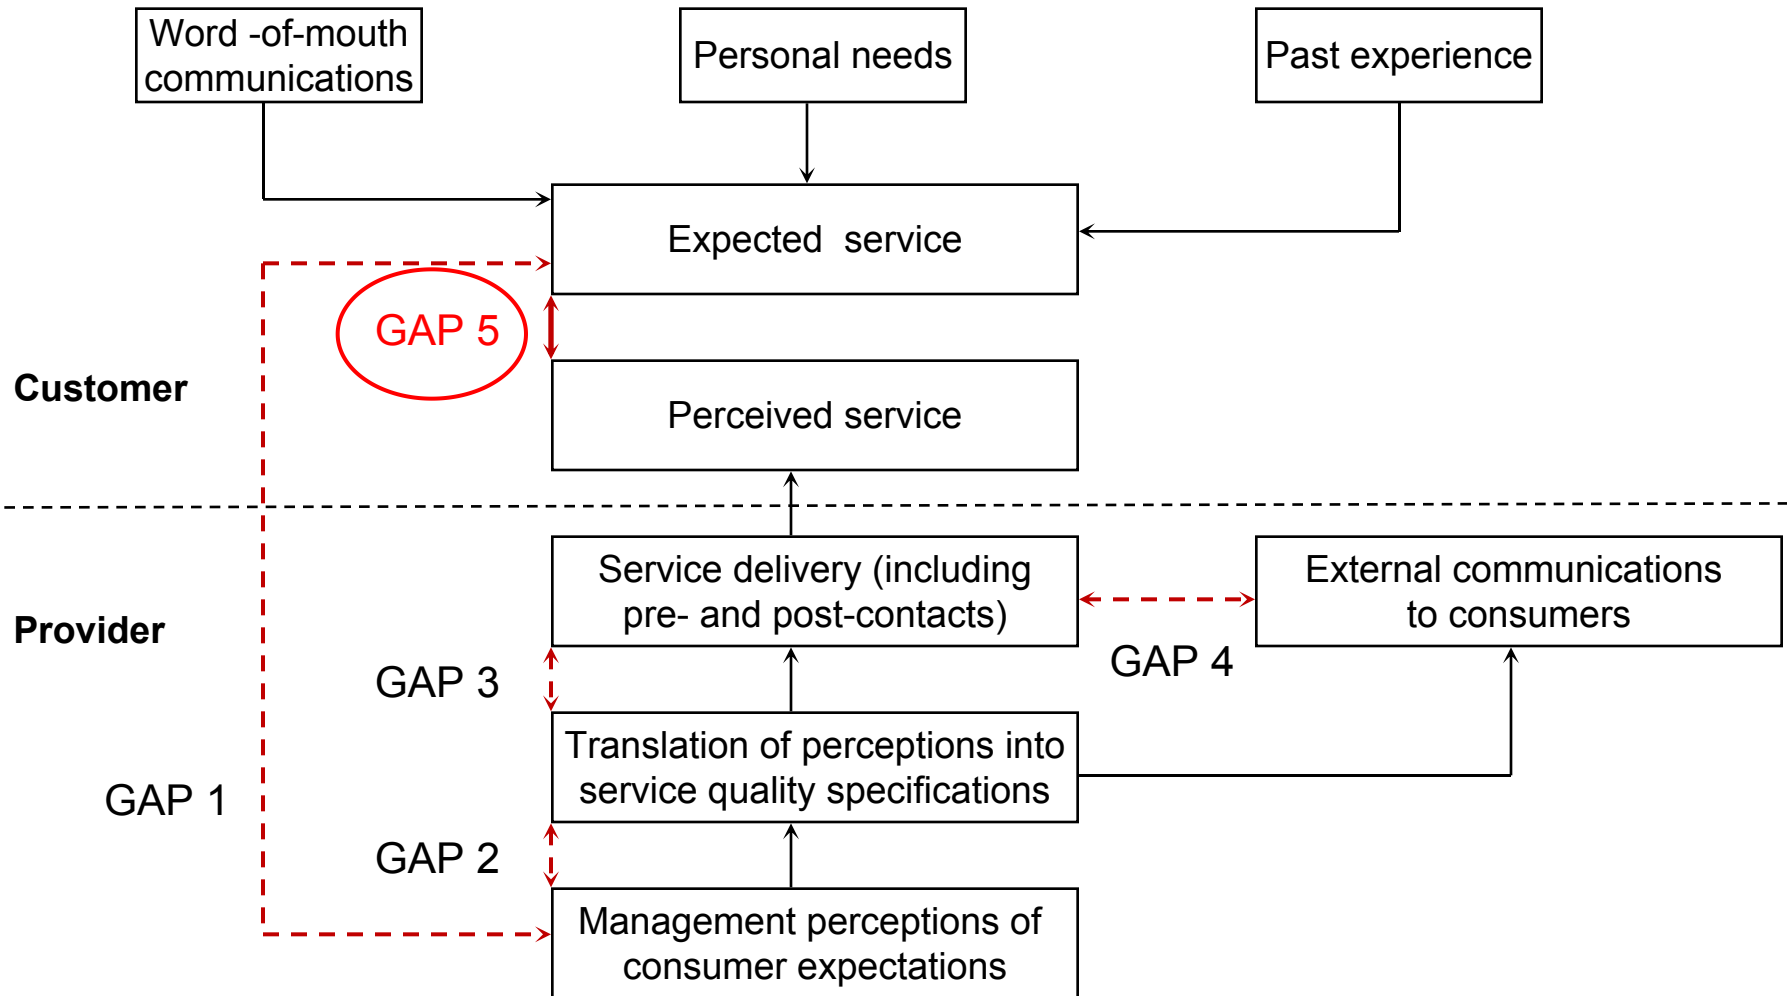 Word -of-mouth
communications
Personal needs
Past experience
Expected  service
GAP 5
Customer
Perceived service
Service delivery (including
pre- and post-contacts)
External communications
to consumers
Provider
GAP 4
GAP 3
Translation of perceptions into
service quality specifications
GAP 1
GAP 2
Management perceptions of
consumer expectations